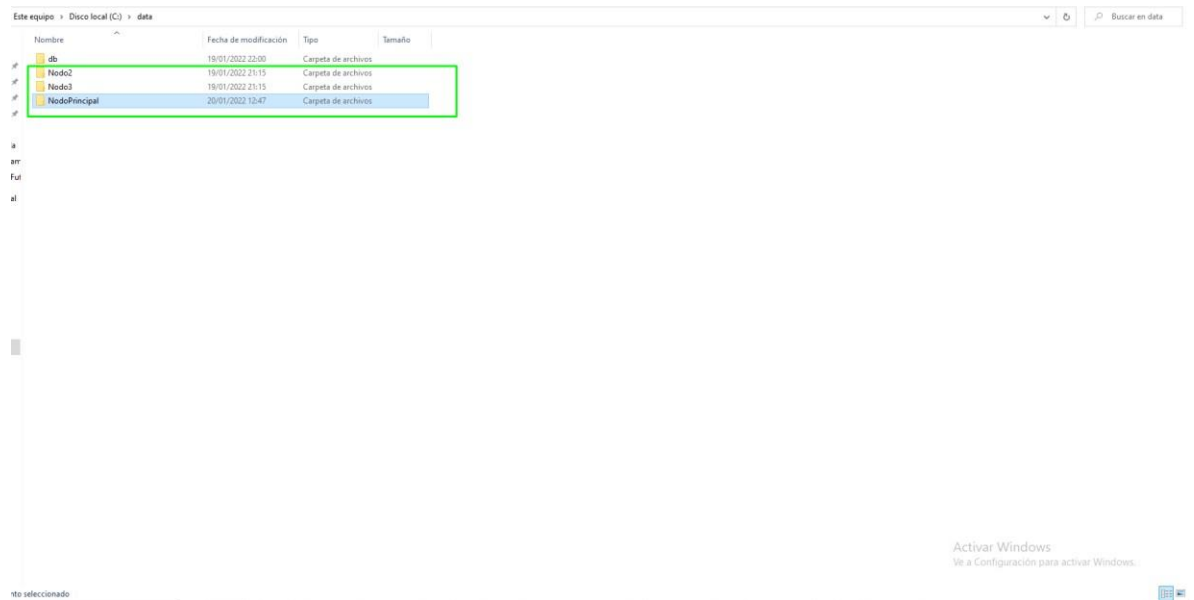 Este equipo > Disco local (C:) > data
Buscar en data
Nombre Fecha de modificación Tipo Tamaño
db 19/01/2022 22:00 Carpeta de archivos
Nodo2 19/01/2022 21:15 Carpeta de archivos
Nodo3 19/01/2022 21:15 Carpeta de archivos
NodoPrincipal 20/01/2022 12:47 Carpeta de archivos
a
am
Fut
al
Activar Windows
Ve a Configuración para activar Windows.
nto seleccionado